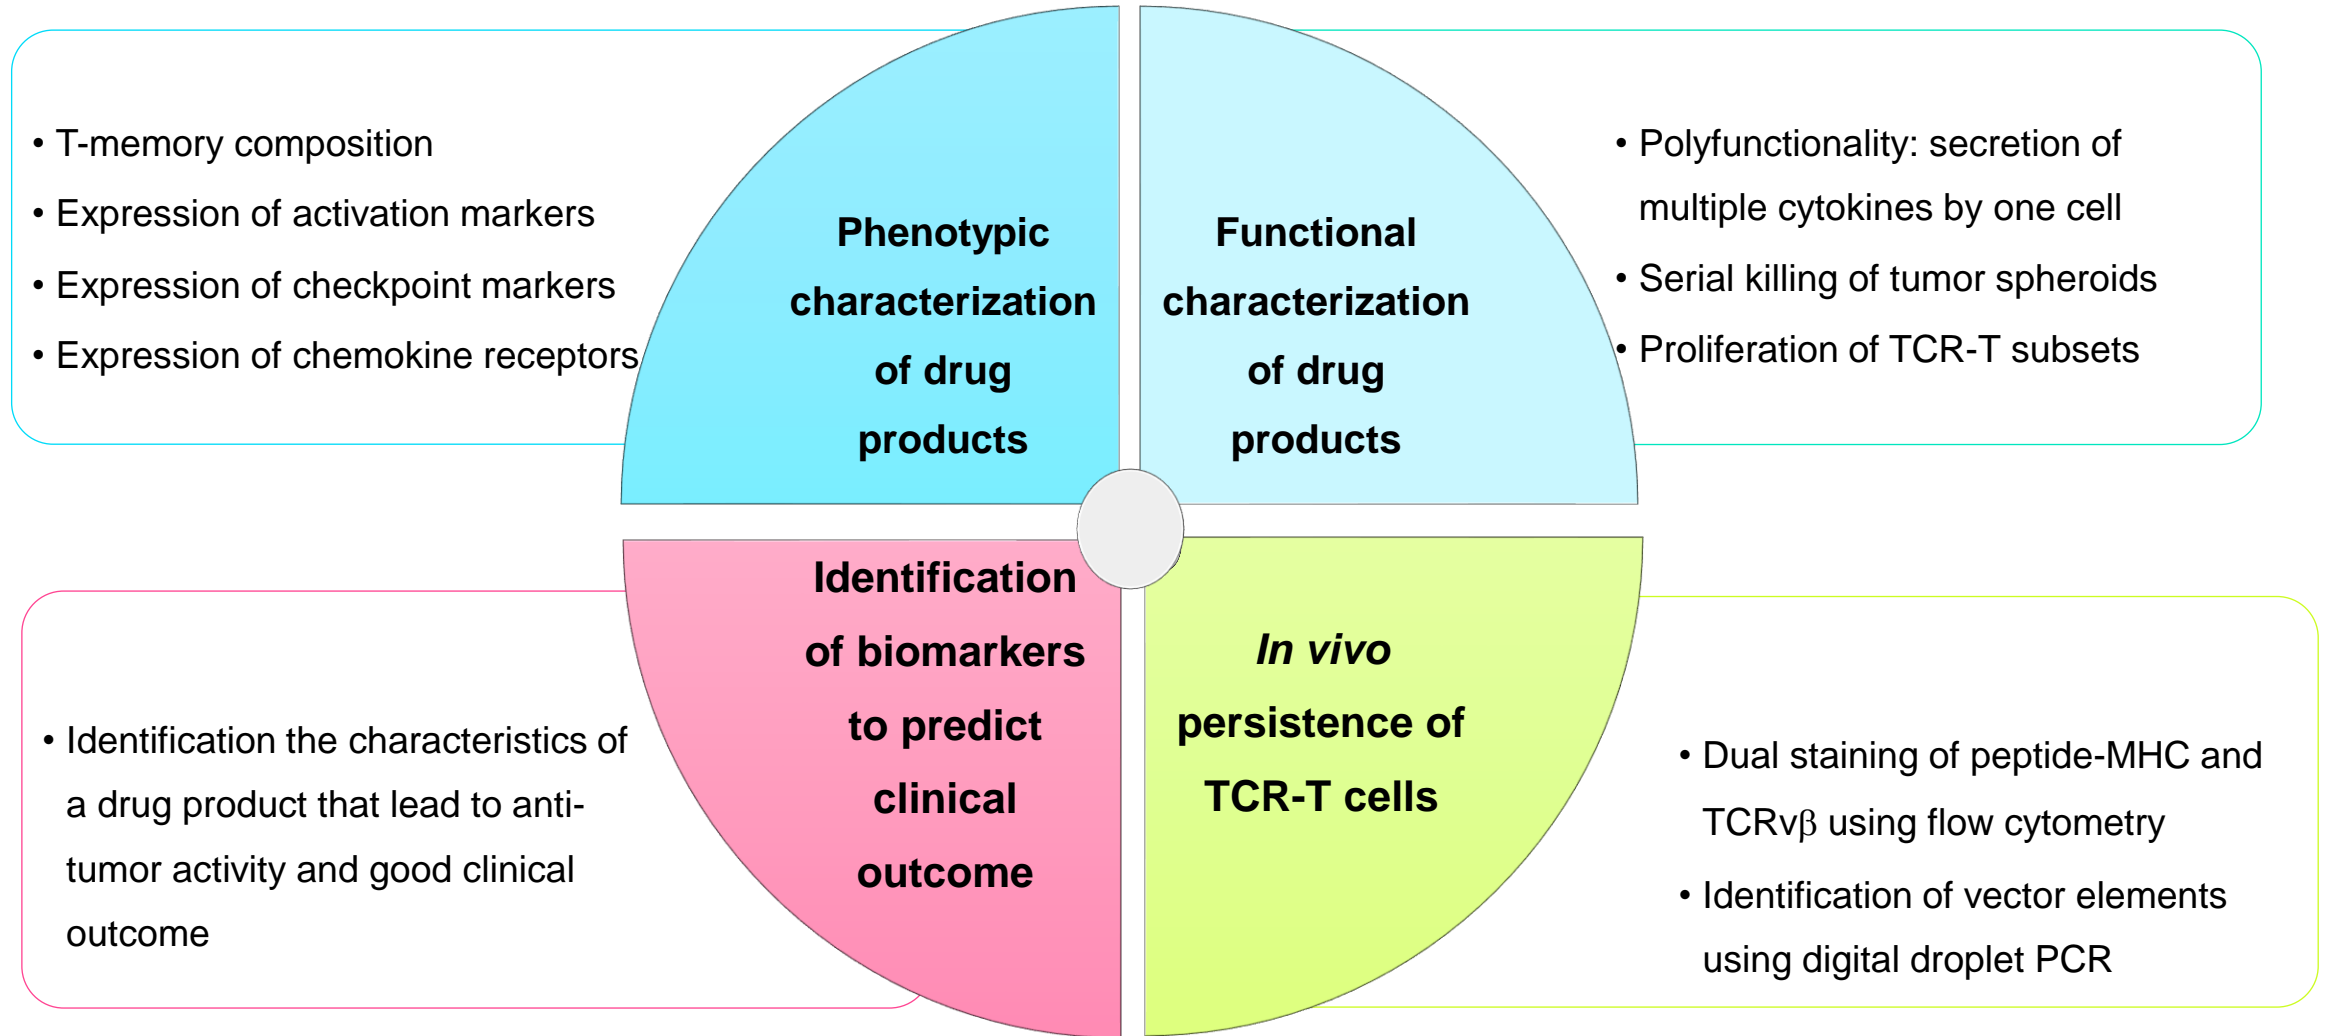 • T-memory composition
• Expression of activation markers
• Expression of checkpoint markers
• Expression of chemokine receptors
Phenotypic
characterization
of drug
products
Functional
characterization
of drug
products
• Polyfunctionality: secretion of
multiple cytokines by one cell
• Serial killing of tumor spheroids
• Proliferation of TCR-T subsets
• Identification the characteristics of
a drug product that lead to anti-
tumor activity and good clinical
outcome
Identification
of biomarkers
to predict
clinical
outcome
In vivo
persistence of
TCR-T cells
• Dual staining of peptide-MHC and
TCRvβ using flow cytometry
• Identification of vector elements
using digital droplet PCR